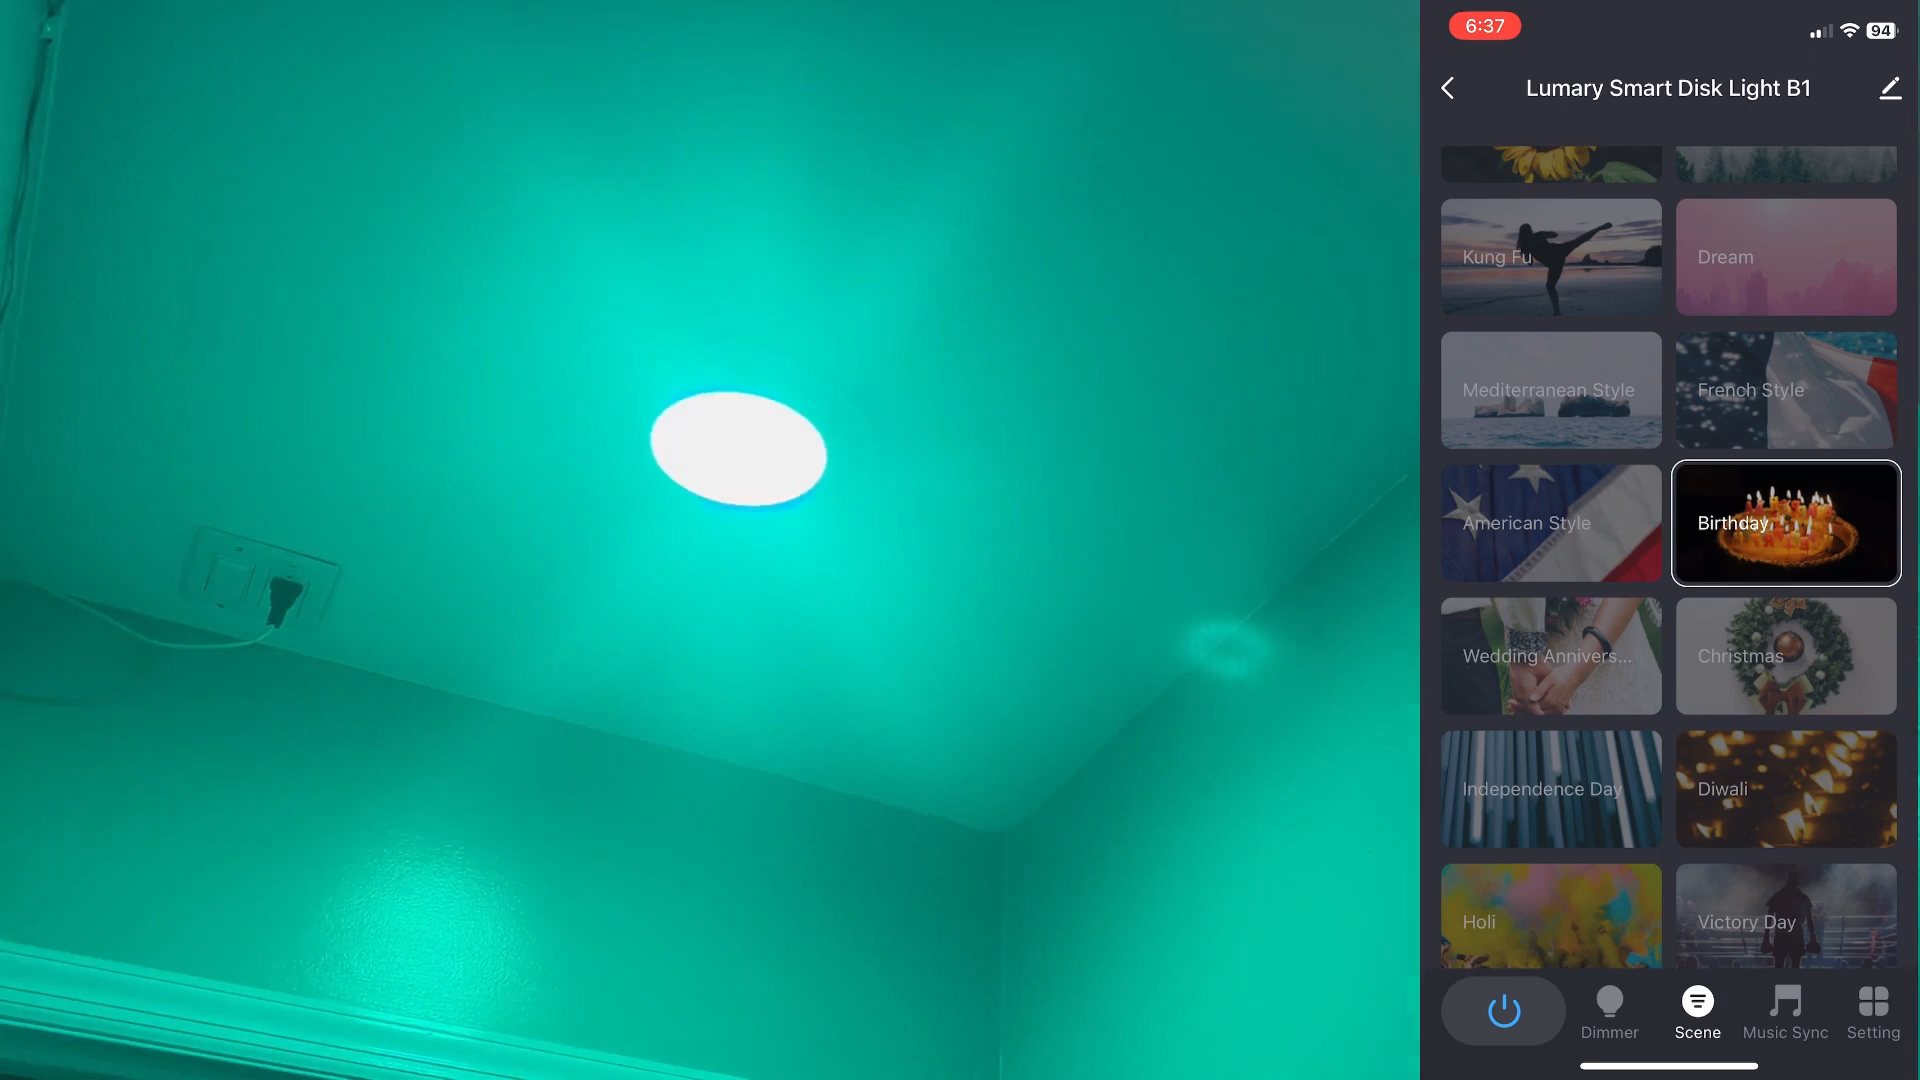 6:37
94
Lumary Smart Disk Light B1
Kung Fu
Dream
Mediterranean Style
French Style
American Style
Birthday
Wedding Annivers...
Christmas
Independence Day
Diwali
Holi
Victory Day
Dimmer
Scene
Music Sync
Setting